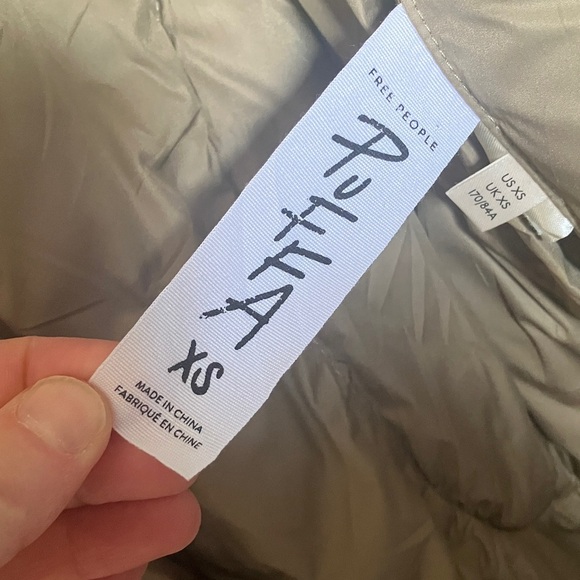 FREE PEOPLE
PUFFA
XS
MADE IN CHINA
FABRIQUÉ EN CHINE
US XS
UK XS
170/84A